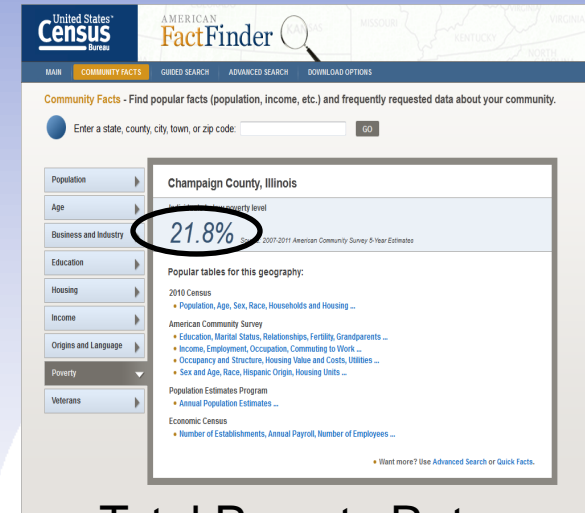 United States™
Census
Bureau
AMERICAN
FactFinder
KANSAS
MISSOURI
KENTUCKY
VIRGINIA
NORTH
MAIN COMMUNITY FACTS GUIDED SEARCH ADVANCED SEARCH DOWNLOAD OPTIONS
Community Facts - Find popular facts (population, income, etc.) and frequently requested data about your community.
Enter a state, county, city, town, or zip code: GO
Population
Age
Business and Industry
Education
Housing
Income
Origins and Language
Poverty
Veterans
Champaign County, Illinois
poverty level
21.8% 2007-2011 American Community Survey 5-Year Estimates
Popular tables for this geography:
2010 Census
• Population, Age, Sex, Race, Households and Housing ...
American Community Survey
• Education, Marital Status, Relationships, Fertility, Grandparents ...
• Income, Employment, Occupation, Commuting to Work ...
• Occupancy and Structure, Housing Value and Costs, Utilities ...
• Sex and Age, Race, Hispanic Origin, Housing Units ...
Population Estimates Program
• Annual Population Estimates ...
Economic Census
• Number of Establishments, Annual Payroll, Number of Employees ...
• Want more? Use Advanced Search or Quick Facts.